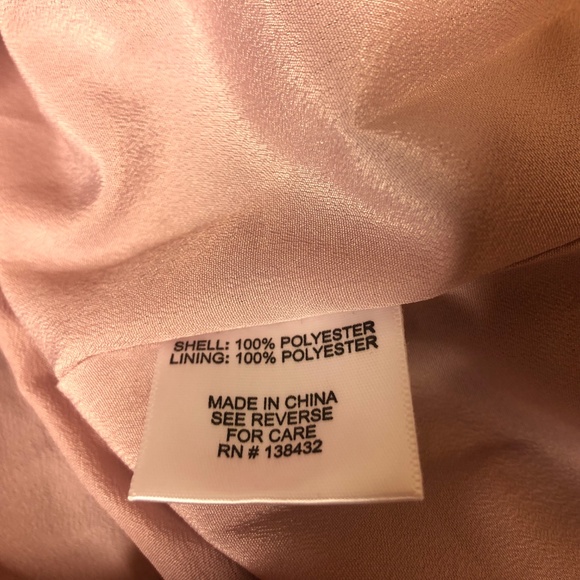 SHELL: 100% POLYESTER
LINING: 100% POLYESTER
MADE IN CHINA
SEE REVERSE
FOR CARE
RN # 138432